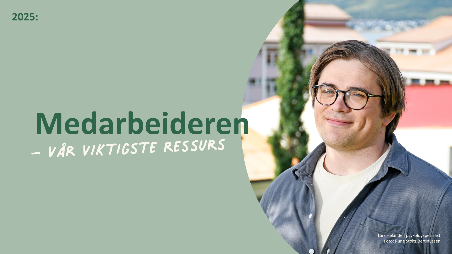 2025:
Medarbeideren
– VÅR VIKTIGSTE RESSURS